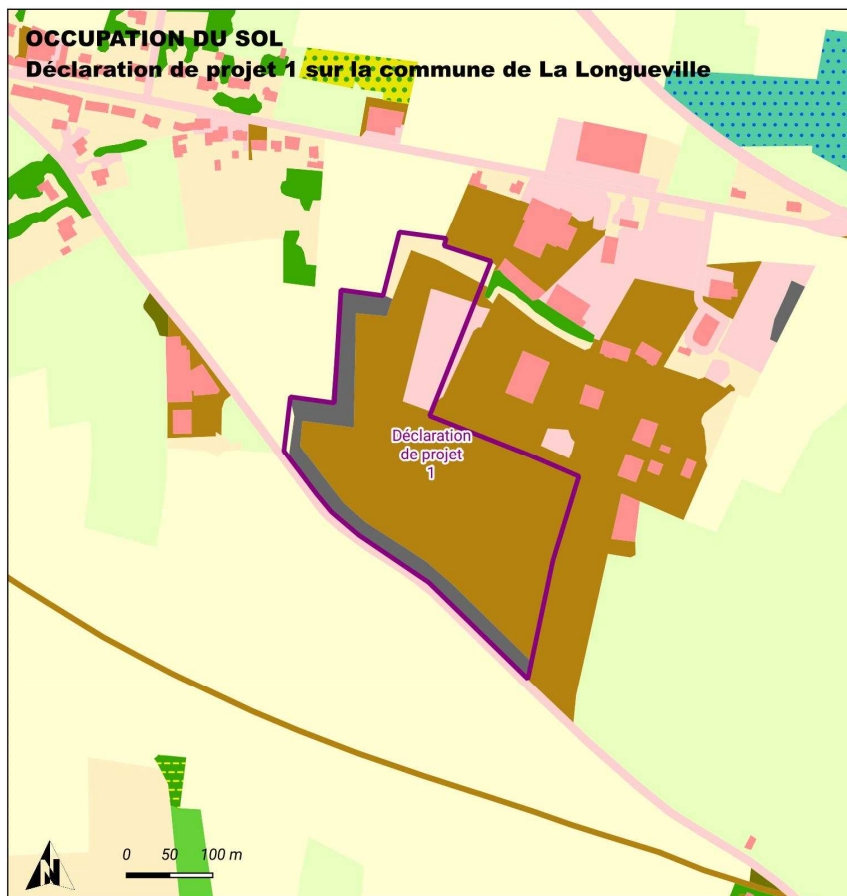 OCCUPATION DU SOL
Déclaration de projet 1 sur la commune de La Longueville
Déclaration
de projet
1
N
0 50 100 m